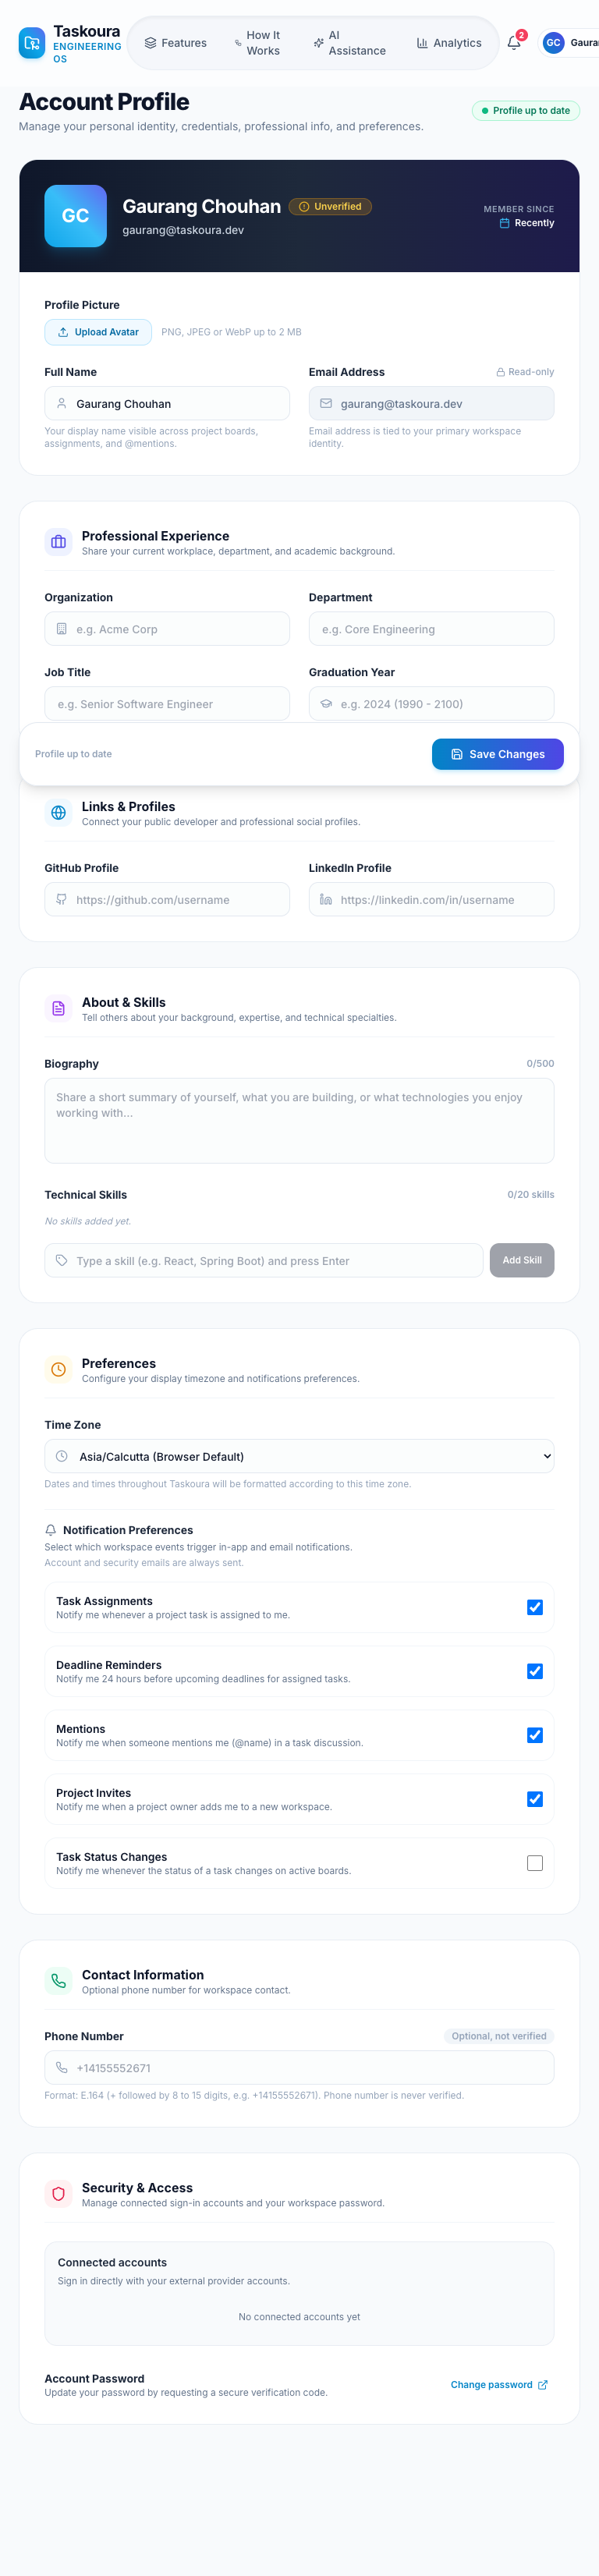 Taskoura
ENGINEERING
OS
Features
How It
Works
AI
Assistance
Analytics
2
GC
Account Profile
Manage your personal identity, credentials, professional info, and preferences.
Profile up to date
GC
Gaurang Chouhan
Unverified
gaurang@taskoura.dev
MEMBER SINCE
Recently
Profile Picture
Upload Avatar
PNG, JPEG or WebP up to 2 MB
Full Name
Email Address
Read-only
Gaurang Chouhan
gaurang@taskoura.dev
Your display name visible across project boards,
assignments, and @mentions.
Email address is tied to your primary workspace
identity.
Professional Experience
Share your current workplace, department, and academic background.
Organization
Department
e.g. Acme Corp
e.g. Core Engineering
Job Title
Graduation Year
e.g. Senior Software Engineer
e.g. 2024 (1990 - 2100)
Profile up to date
Save Changes
Links & Profiles
Connect your public developer and professional social profiles.
GitHub Profile
LinkedIn Profile
https://github.com/username
https://linkedin.com/in/username
About & Skills
Tell others about your background, expertise, and technical specialties.
Biography
0/500
Share a short summary of yourself, what you are building, or what technologies you enjoy
working with...
Technical Skills
0/20 skills
No skills added yet.
Type a skill (e.g. React, Spring Boot) and press Enter
Add Skill
Preferences
Configure your display timezone and notifications preferences.
Time Zone
Asia/Calcutta (Browser Default)
Dates and times throughout Taskoura will be formatted according to this time zone.
Notification Preferences
Select which workspace events trigger in-app and email notifications.
Account and security emails are always sent.
Task Assignments
Notify me whenever a project task is assigned to me.
Deadline Reminders
Notify me 24 hours before upcoming deadlines for assigned tasks.
Mentions
Notify me when someone mentions me (@name) in a task discussion.
Project Invites
Notify me when a project owner adds me to a new workspace.
Task Status Changes
Notify me whenever the status of a task changes on active boards.
Contact Information
Optional phone number for workspace contact.
Phone Number
Optional, not verified
+14155552671
Format: E.164 (+ followed by 8 to 15 digits, e.g. +14155552671). Phone number is never verified.
Security & Access
Manage connected sign-in accounts and your workspace password.
Connected accounts
Sign in directly with your external provider accounts.
No connected accounts yet
Account Password
Update your password by requesting a secure verification code.
Change password